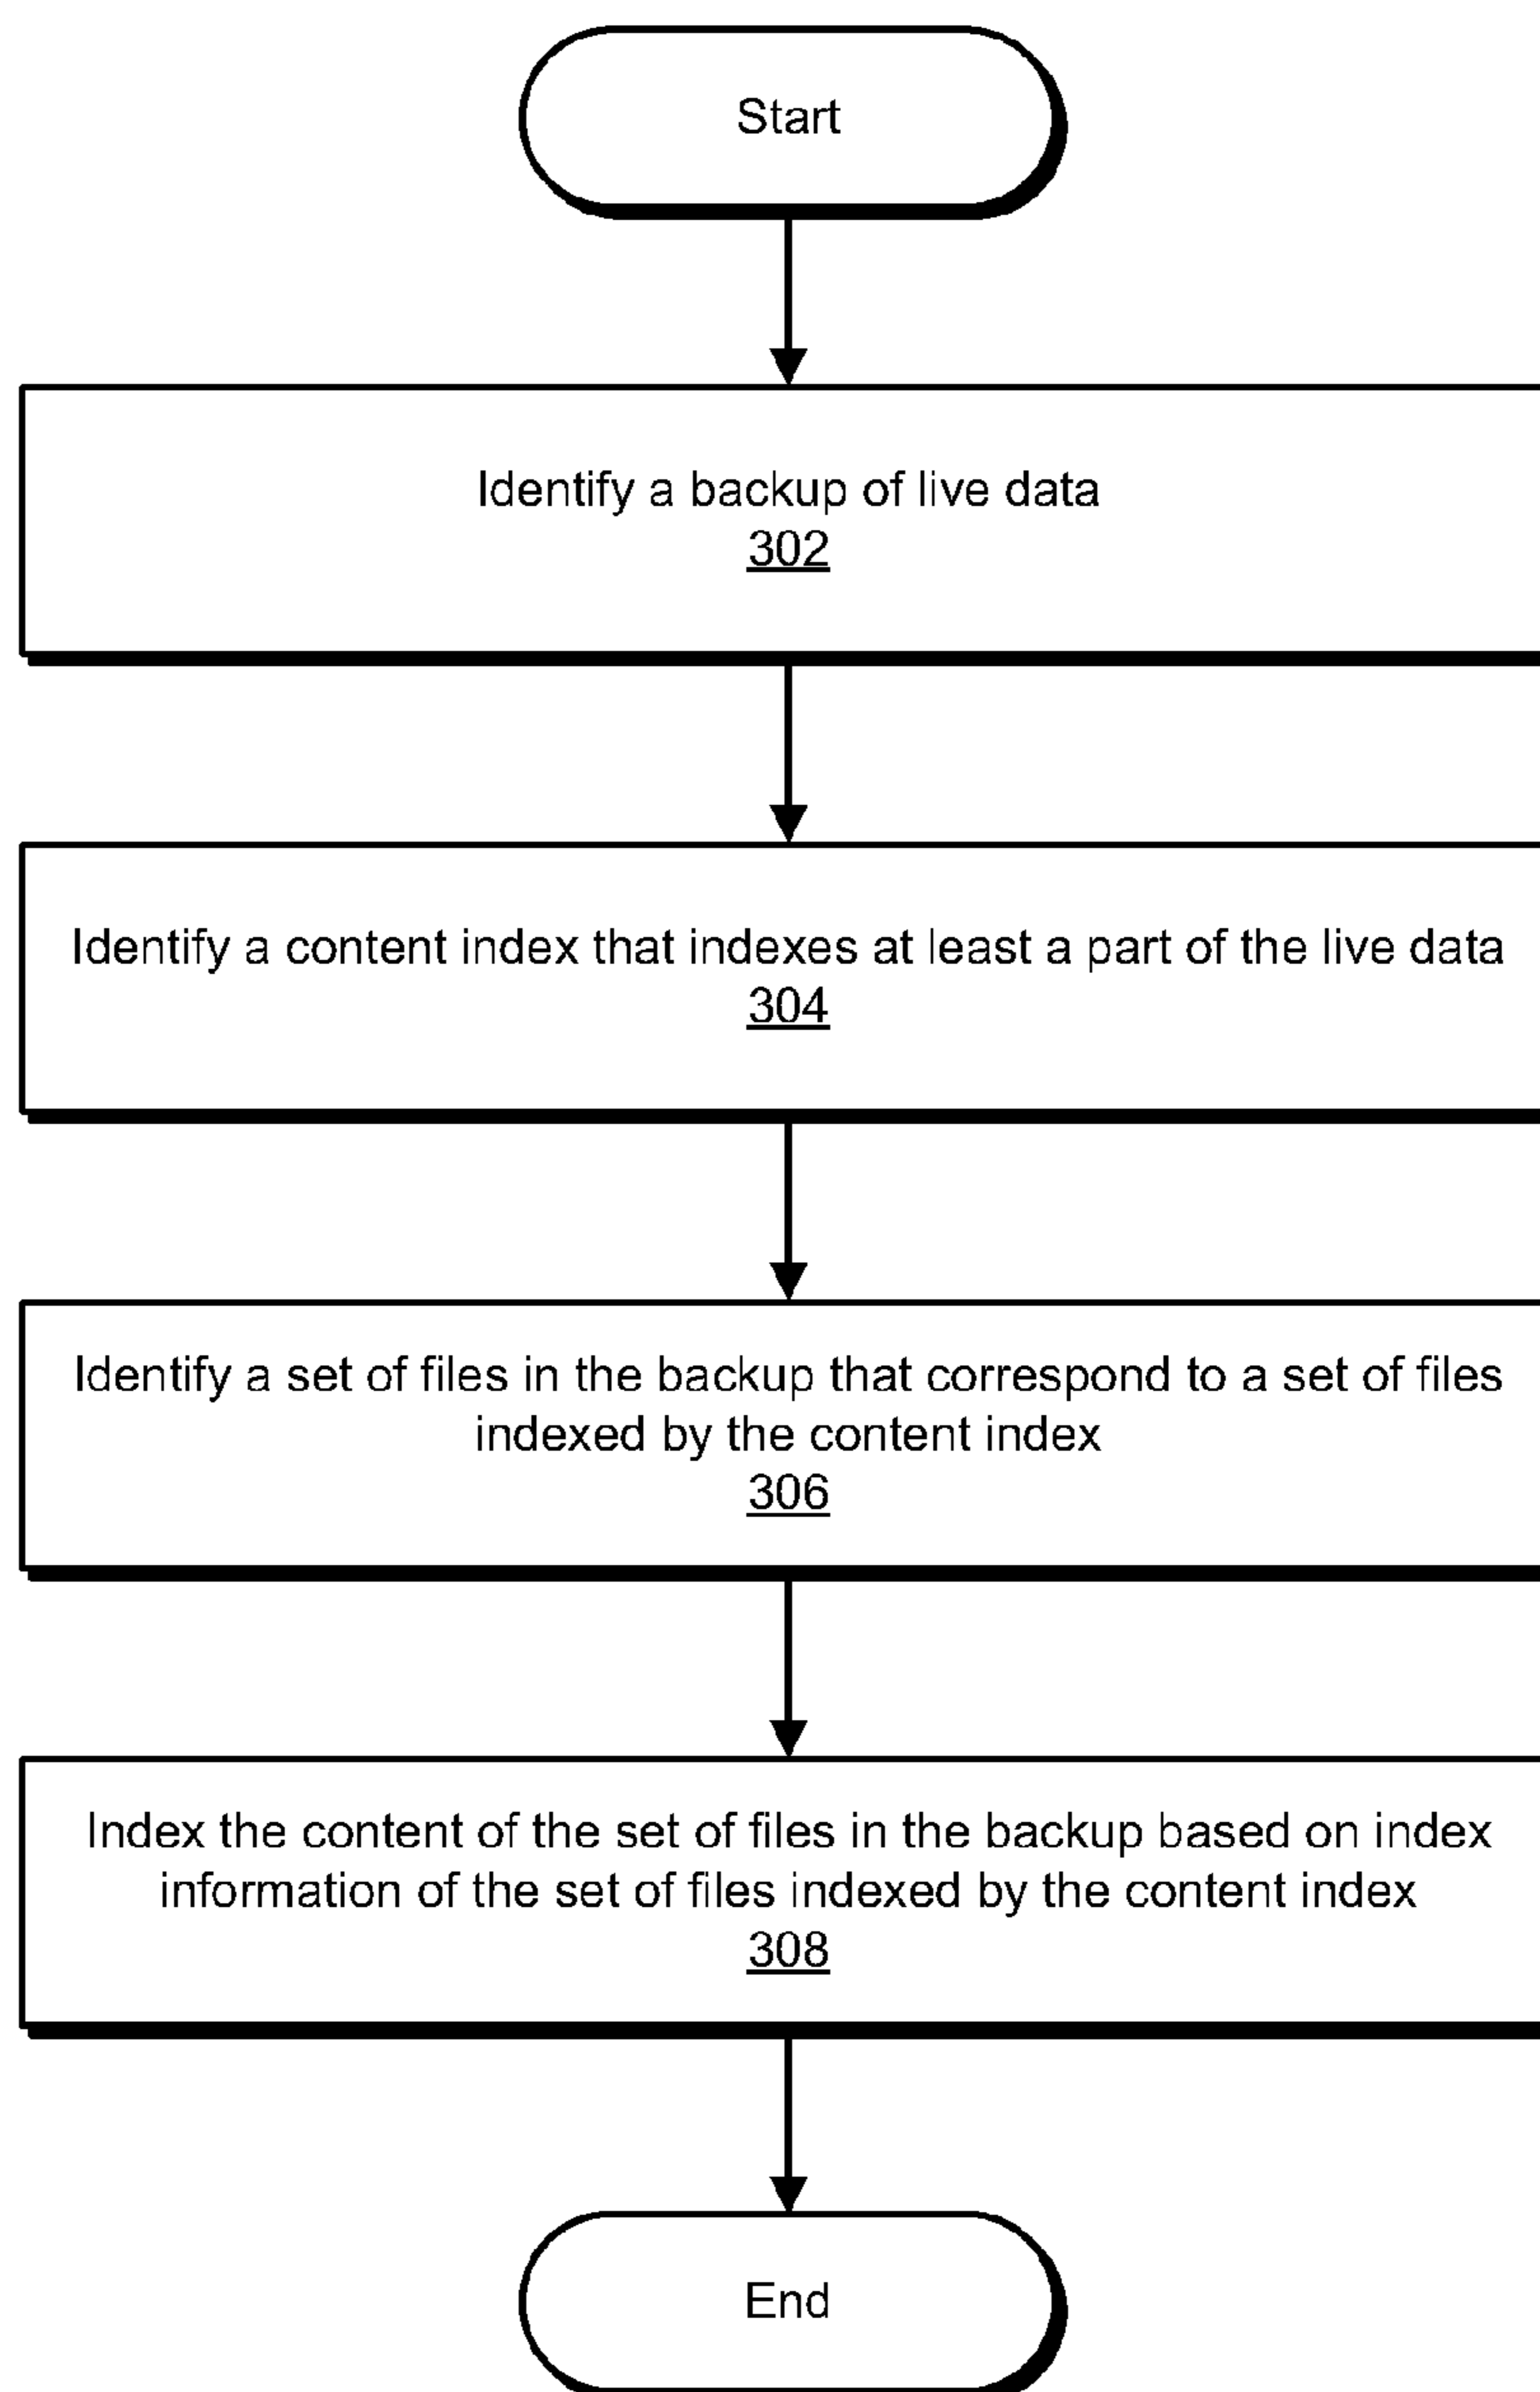 Start
Identify a backup of live data
302
Identify a content index that indexes at least a part of the live data
304
Identify a set of files in the backup that correspond to a set of files
indexed by the content index
306
Index the content of the set of files in the backup based on index
information of the set of files indexed by the content index
308
End